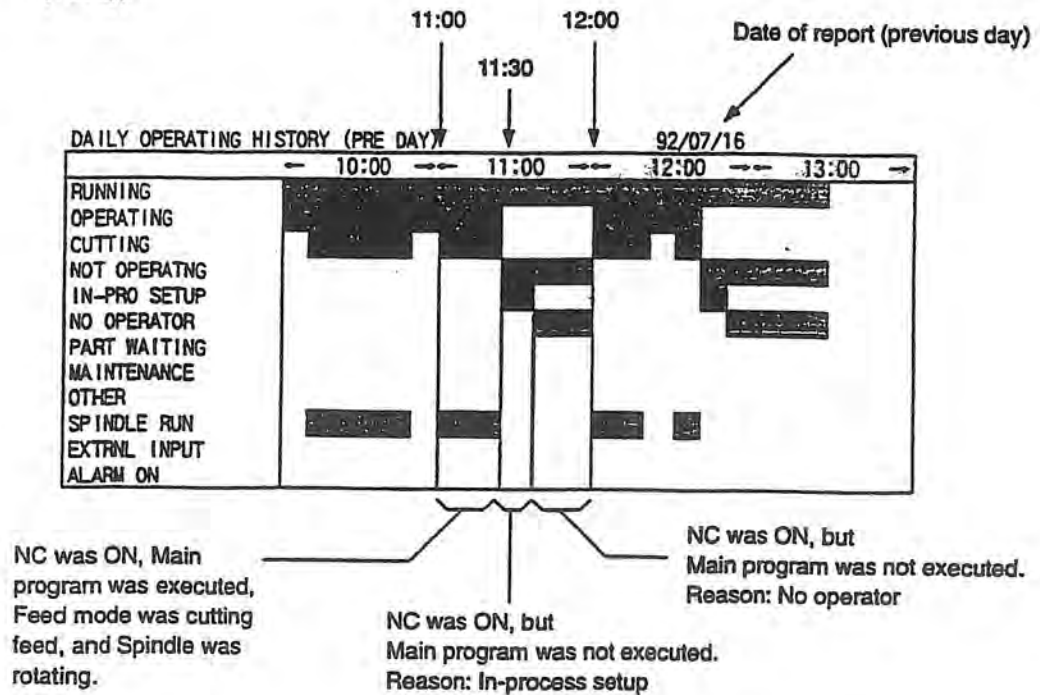 11:00
12:00
Date of report (previous day)
11:30
DAILY OPERATING HISTORY (PRE DAY)
92/07/16
← 10:00 →← 11:00 →← 12:00 →← 13:00 →
RUNNING
OPERATING
CUTTING
NOT OPERATNG
IN-PRO SETUP
NO OPERATOR
PART WAITING
MAINTENANCE
OTHER
SPINDLE RUN
EXTRNL INPUT
ALARM ON
NC was ON, Main
program was executed,
Feed mode was cutting
feed, and Spindle was
rotating.
NC was ON, but
Main program was not executed.
Reason: In-process setup
NC was ON, but
Main program was not executed.
Reason: No operator